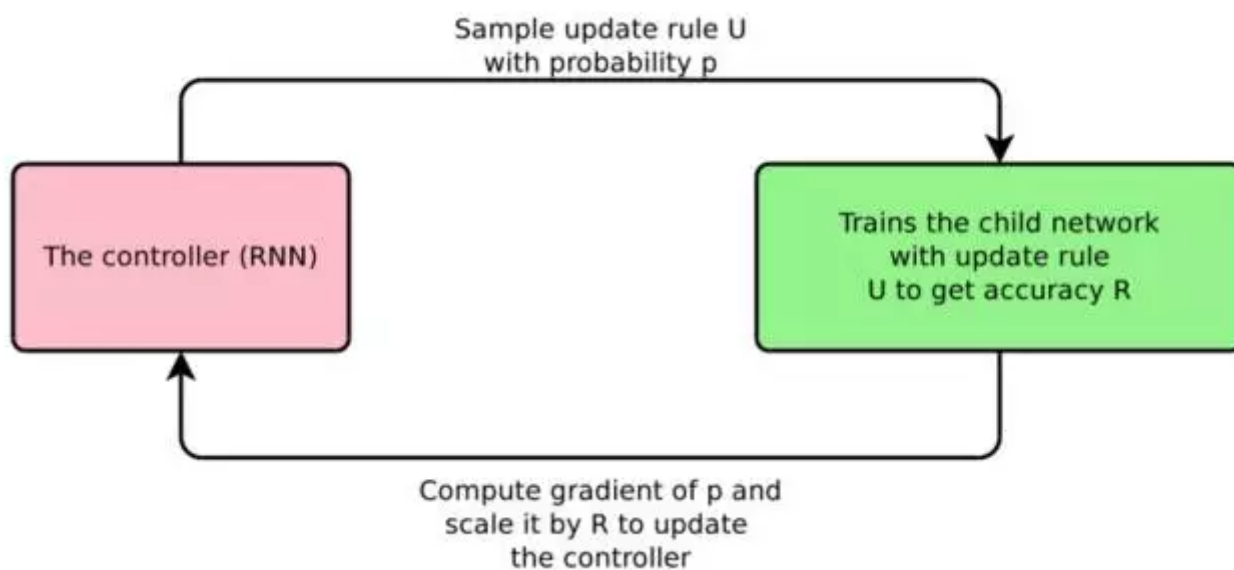 Sample update rule U
with probability p
The controller (RNN)
Trains the child network
with update rule
U to get accuracy R
Compute gradient of p and
scale it by R to update
the controller